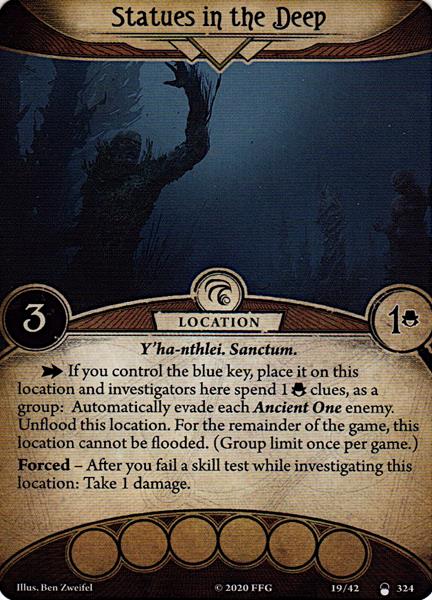 Statues in the Deep
3
1
LOCATION
Y'ha-nthlei. Sanctum.
If you control the blue key, place it on this
location and investigators here spend 1 clues, as a
group: Automatically evade each Ancient One enemy.
Unflood this location. For the remainder of the game, this
location cannot be flooded. (Group limit once per game.)
Forced – After you fail a skill test while investigating this
location: Take 1 damage.
Illus. Ben Zweifel © 2020 FFG 19/42 324